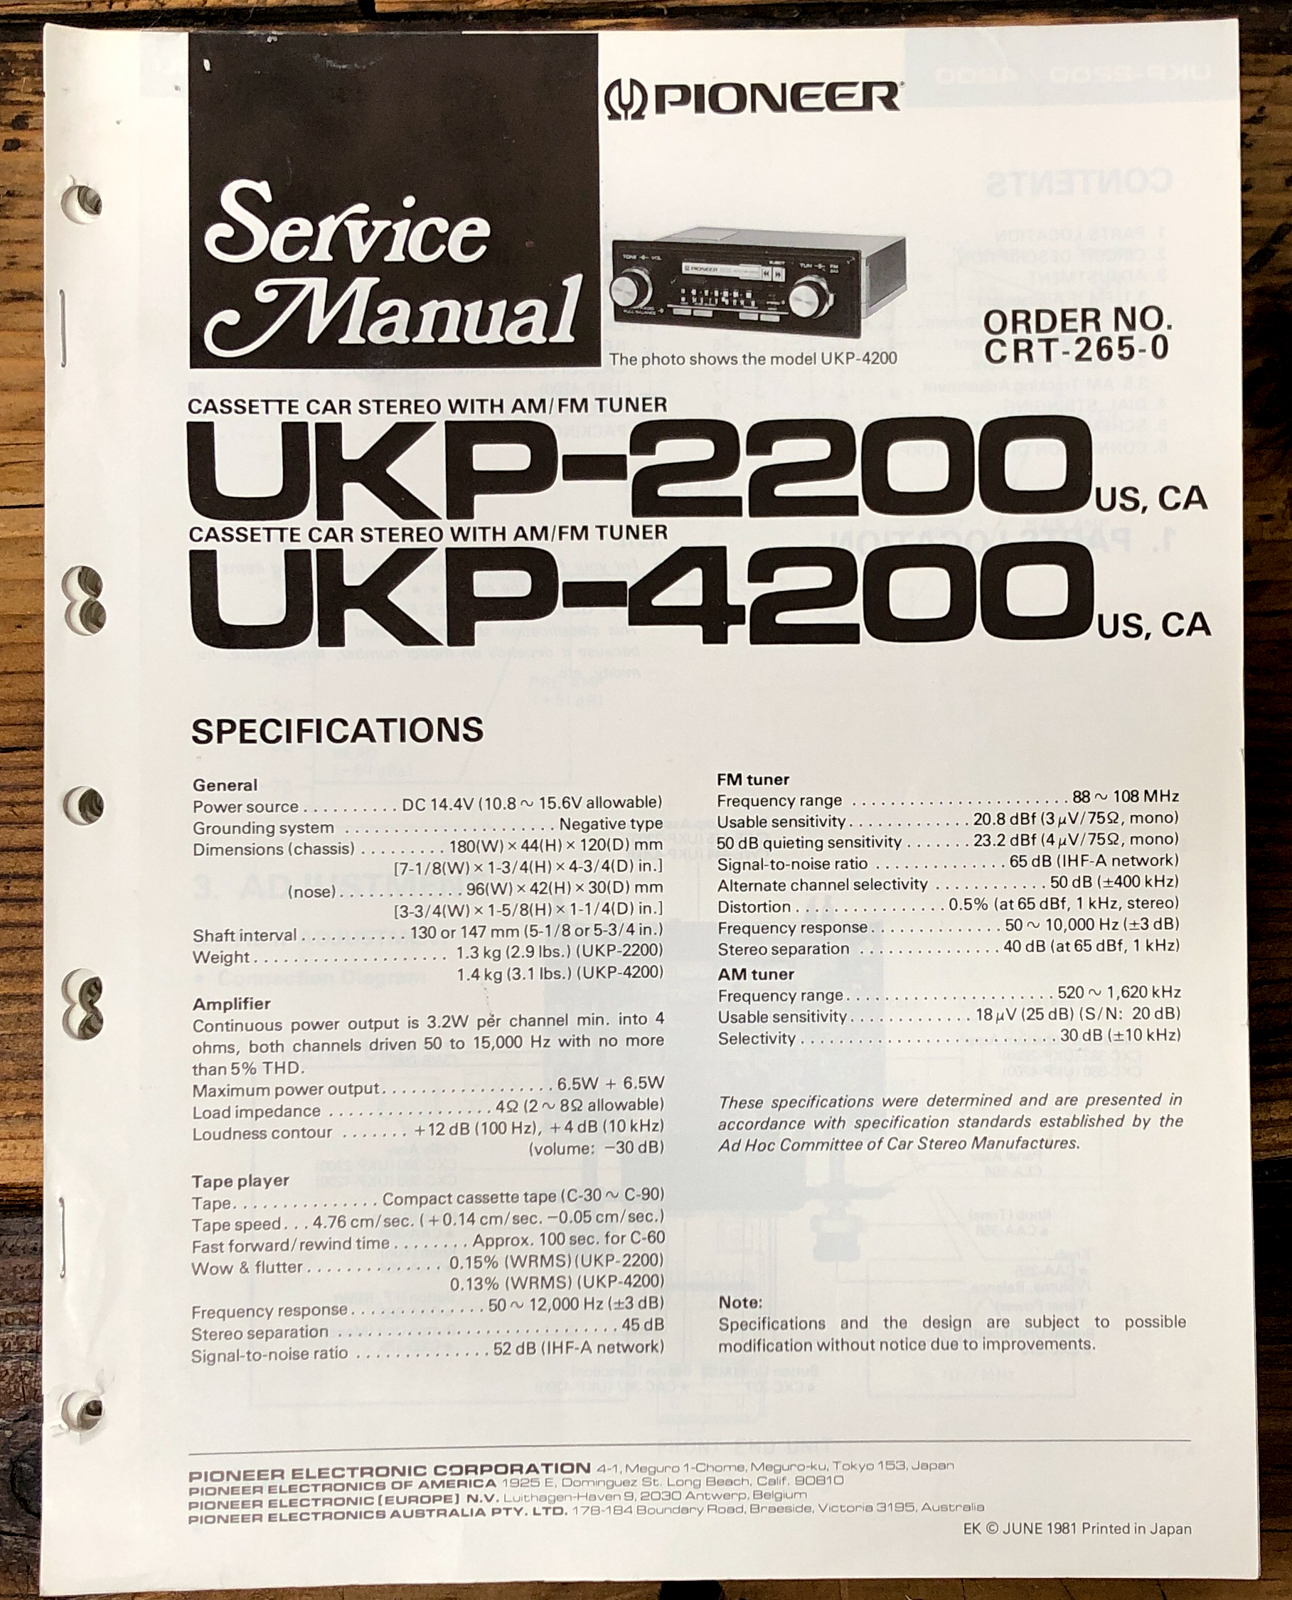 Service
Manual
PIONEER
The photo shows the model UKP-4200
ORDER NO.
CRT-265-0
CASSETTE CAR STEREO WITH AM/FM TUNER
UKP-2200 US, CA
CASSETTE CAR STEREO WITH AM/FM TUNER
UKP-4200 US, CA
SPECIFICATIONS
General
Power source . . . . . . . . . . DC 14.4V (10.8 ~ 15.6V allowable)
Grounding system . . . . . . . . . . . . . . . . . . . . . . Negative type
Dimensions (chassis) . . . . . . . . . 180(W) × 44(H) × 120(D) mm
[7-1/8(W) × 1-3/4(H) × 4-3/4(D) in.]
(nose) . . . . . . . . . . . . . 96(W) × 42(H) × 30(D) mm
[3-3/4(W) × 1-5/8(H) × 1-1/4(D) in.]
Shaft interval . . . . . . . . . . . 130 or 147 mm (5-1/8 or 5-3/4 in.)
Weight . . . . . . . . . . . . . . . . . . . . 1.3 kg (2.9 lbs.) (UKP-2200)
1.4 kg (3.1 lbs.) (UKP-4200)
Amplifier
Continuous power output is 3.2W per channel min. into 4
ohms, both channels driven 50 to 15,000 Hz with no more
than 5% THD.
Maximum power output . . . . . . . . . . . . . . . . . . 6.5W + 6.5W
Load impedance . . . . . . . . . . . . . . . . . 4Ω (2 ~ 8Ω allowable)
Loudness contour . . . . . . . +12 dB (100 Hz), +4 dB (10 kHz)
(volume: −30 dB)
Tape player
Tape . . . . . . . . . . . . . . . Compact cassette tape (C-30 ~ C-90)
Tape speed . . . 4.76 cm/sec. (+0.14 cm/sec. −0.05 cm/sec.)
Fast forward/rewind time . . . . . . . . Approx. 100 sec. for C-60
Wow & flutter . . . . . . . . . . . . . . 0.15% (WRMS) (UKP-2200)
0.13% (WRMS) (UKP-4200)
Frequency response . . . . . . . . . . . . . . 50 ~ 12,000 Hz (±3 dB)
Stereo separation . . . . . . . . . . . . . . . . . . . . . . . . . . . . . 45 dB
Signal-to-noise ratio . . . . . . . . . . . . . . 52 dB (IHF-A network)
FM tuner
Frequency range . . . . . . . . . . . . . . . . . . . . . . . . 88 ~ 108 MHz
Usable sensitivity . . . . . . . . . . . . . 20.8 dBf (3μV/75Ω, mono)
50 dB quieting sensitivity . . . . . . . 23.2 dBf (4μV/75Ω, mono)
Signal-to-noise ratio . . . . . . . . . . . . . . 65 dB (IHF-A network)
Alternate channel selectivity . . . . . . . . . . . . 50 dB (±400 kHz)
Distortion . . . . . . . . . . . . . . . . 0.5% (at 65 dBf, 1 kHz, stereo)
Frequency response . . . . . . . . . . . . . . 50 ~ 10,000 Hz (±3 dB)
Stereo separation . . . . . . . . . . . . . . . 40 dB (at 65 dBf, 1 kHz)
AM tuner
Frequency range . . . . . . . . . . . . . . . . . . . . . . 520 ~ 1,620 kHz
Usable sensitivity . . . . . . . . . . . . . 18μV (25 dB) (S/N: 20 dB)
Selectivity . . . . . . . . . . . . . . . . . . . . . . . . . . . 30 dB (±10 kHz)
These specifications were determined and are presented in
accordance with specification standards established by the
Ad Hoc Committee of Car Stereo Manufactures.
Note:
Specifications and the design are subject to possible
modification without notice due to improvements.
PIONEER ELECTRONIC CORPORATION 4-1, Meguro 1-Chome, Meguro-ku, Tokyo 153, Japan
PIONEER ELECTRONICS OF AMERICA 1925 E, Dominguez St. Long Beach, Calif. 90810
PIONEER ELECTRONIC (EUROPE) N.V. Luithagen-Haven 9, 2030 Antwerp, Belgium
PIONEER ELECTRONICS AUSTRALIA PTY. LTD. 178-184 Boundary Road, Braeside, Victoria 3195, Australia
EK © JUNE 1981 Printed in Japan